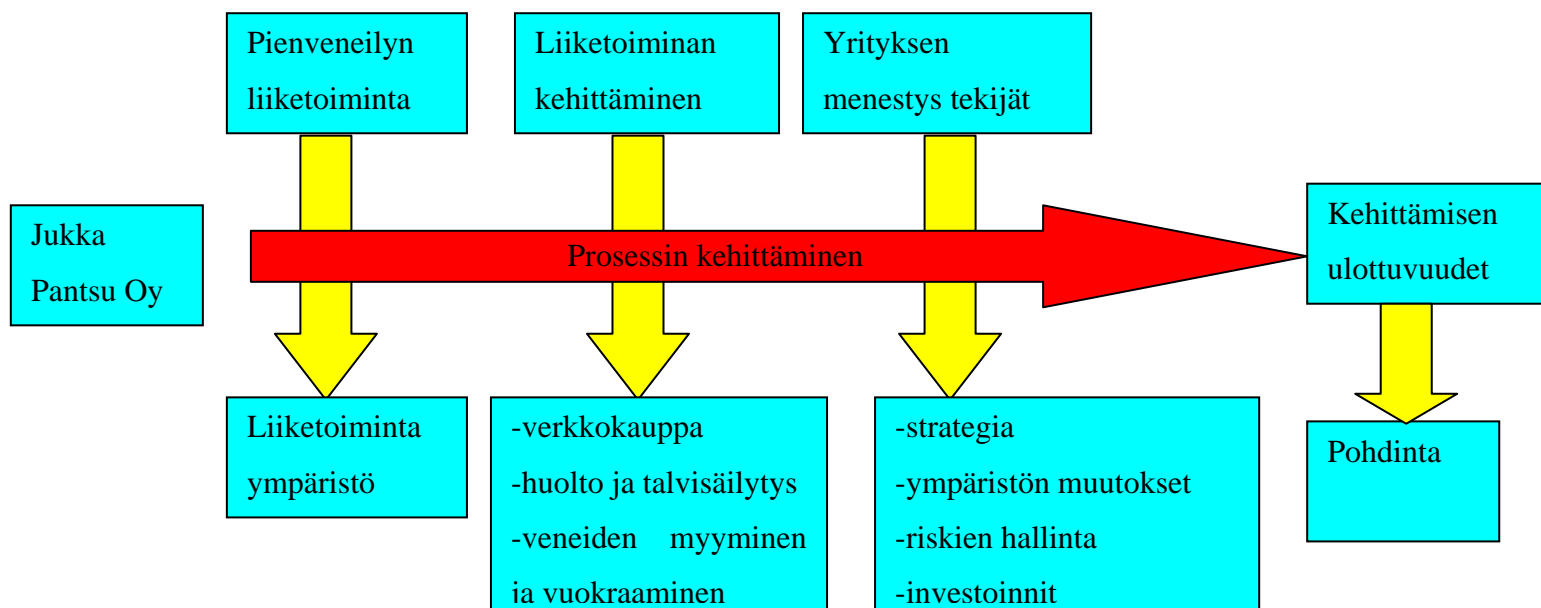 Pienveneilyn
liiketoiminta
Liiketoiminan
kehittäminen
Yrityksen
menestys tekijät
Jukka
Pantsu Oy
Prosessin kehittäminen
Kehittämisen
ulottuvuudet
Liiketoiminta
ympäristö
-verkkokauppa
-huolto ja talvisäilytys
-veneiden myyminen
ja vuokraaminen
-strategia
-ympäristön muutokset
-riskien hallinta
-investoinnit
Pohdinta